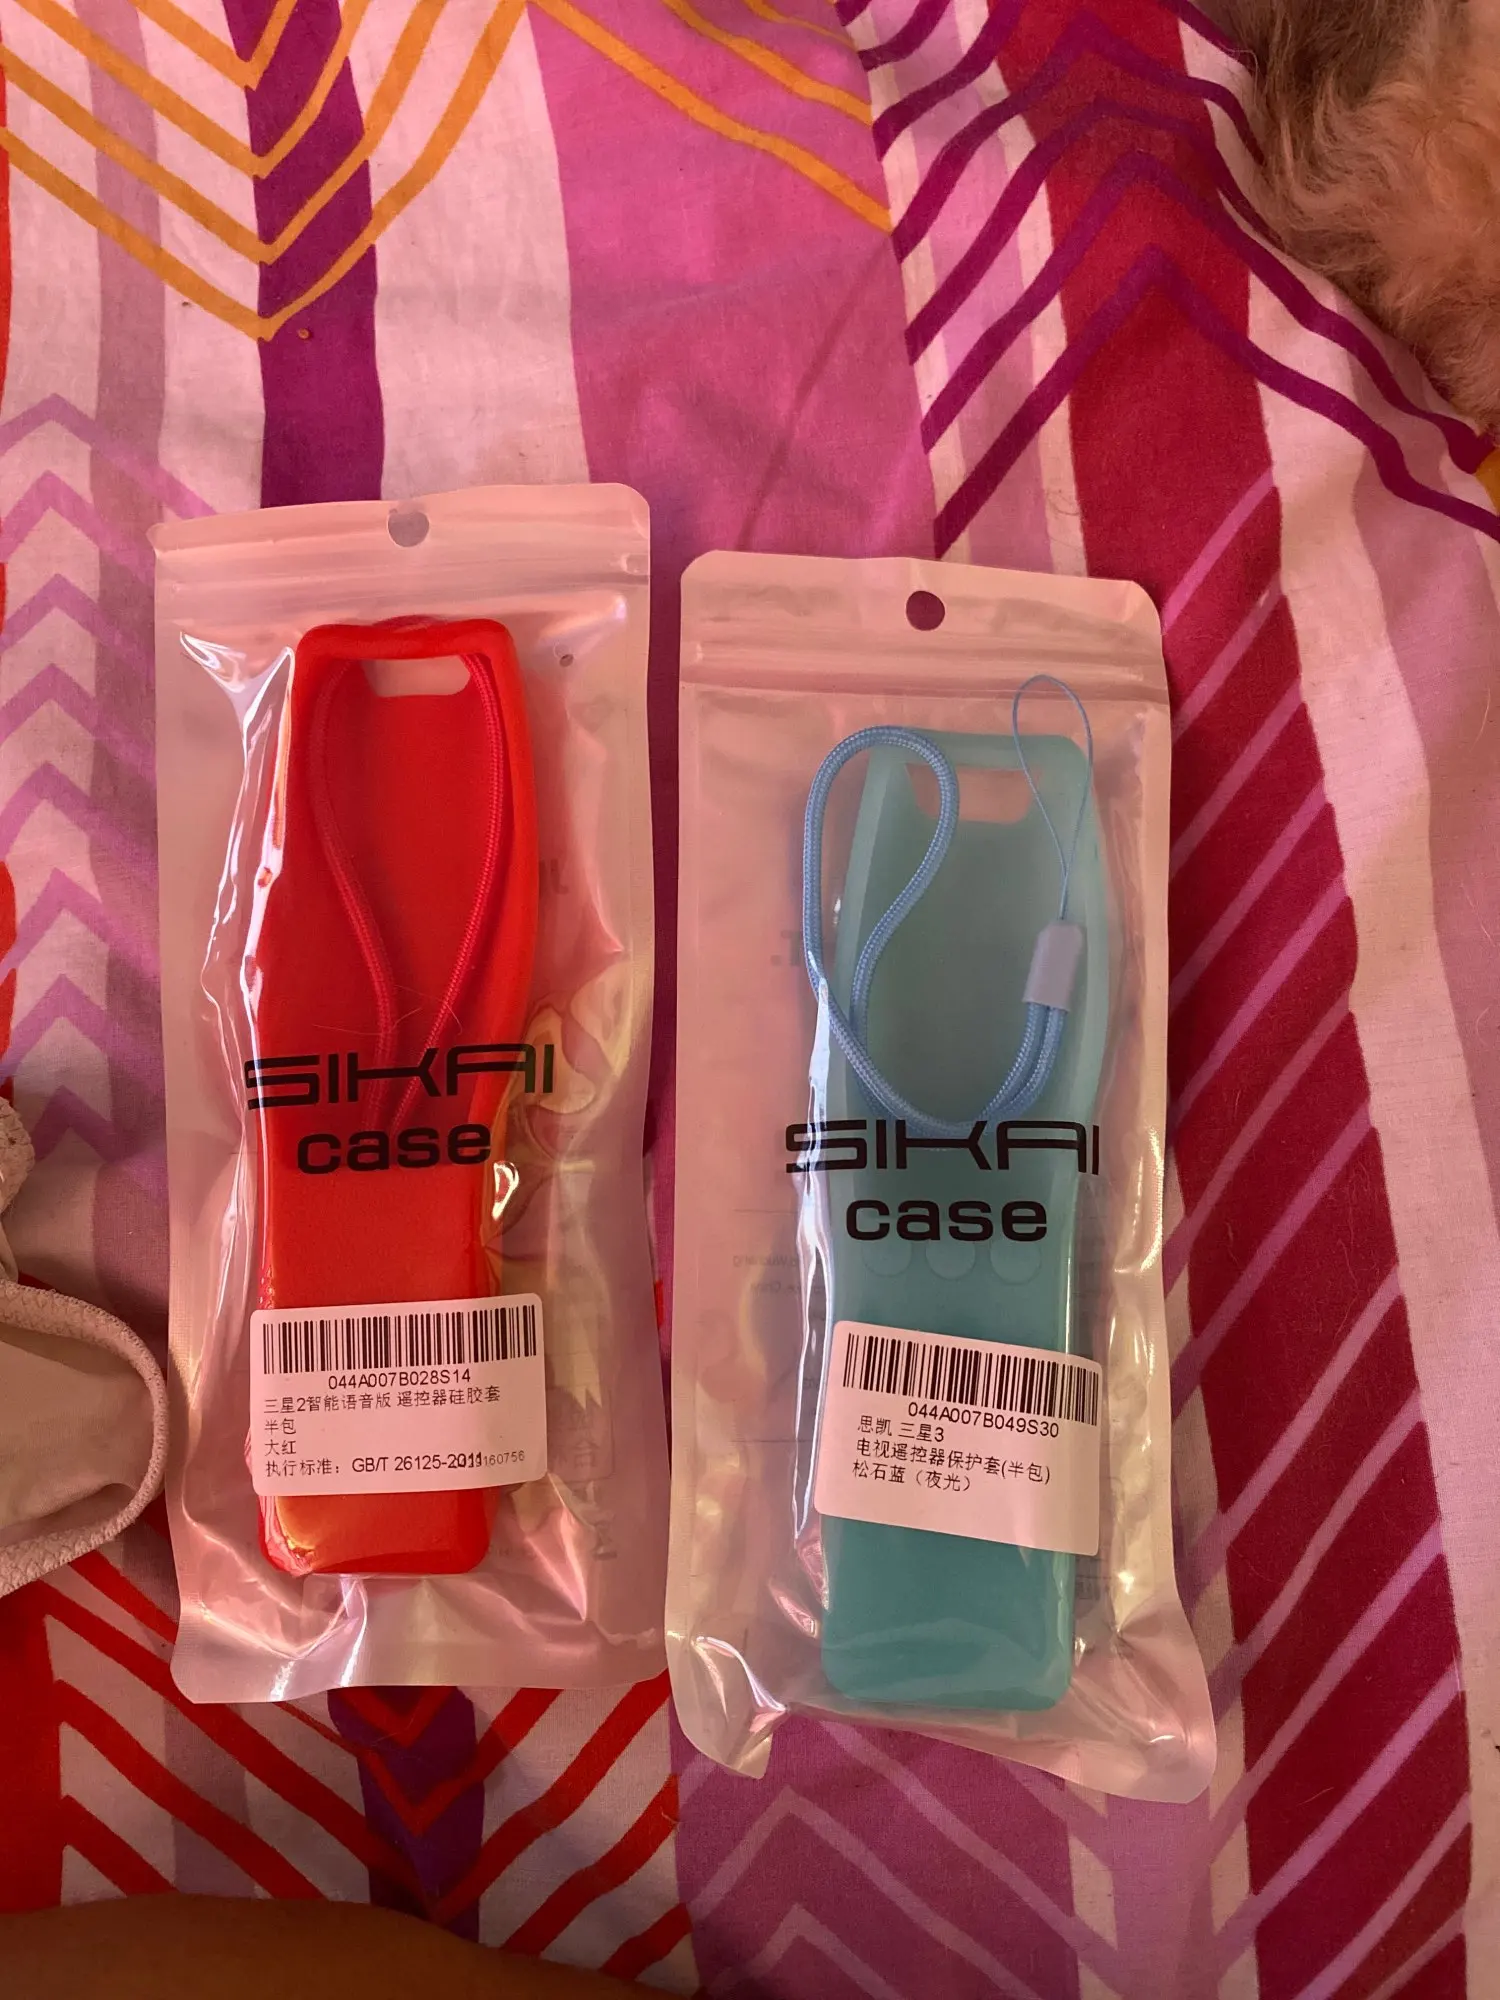 SIKAI
case
044A007B028S14
三星2智能语音版 遥控器硅胶套
半包
大红
执行标准：GB/T 26125-2011
SIKAI
case
044A007B049S30
思凯 三星3
电视遥控器保护套(半包)
松石蓝（夜光）